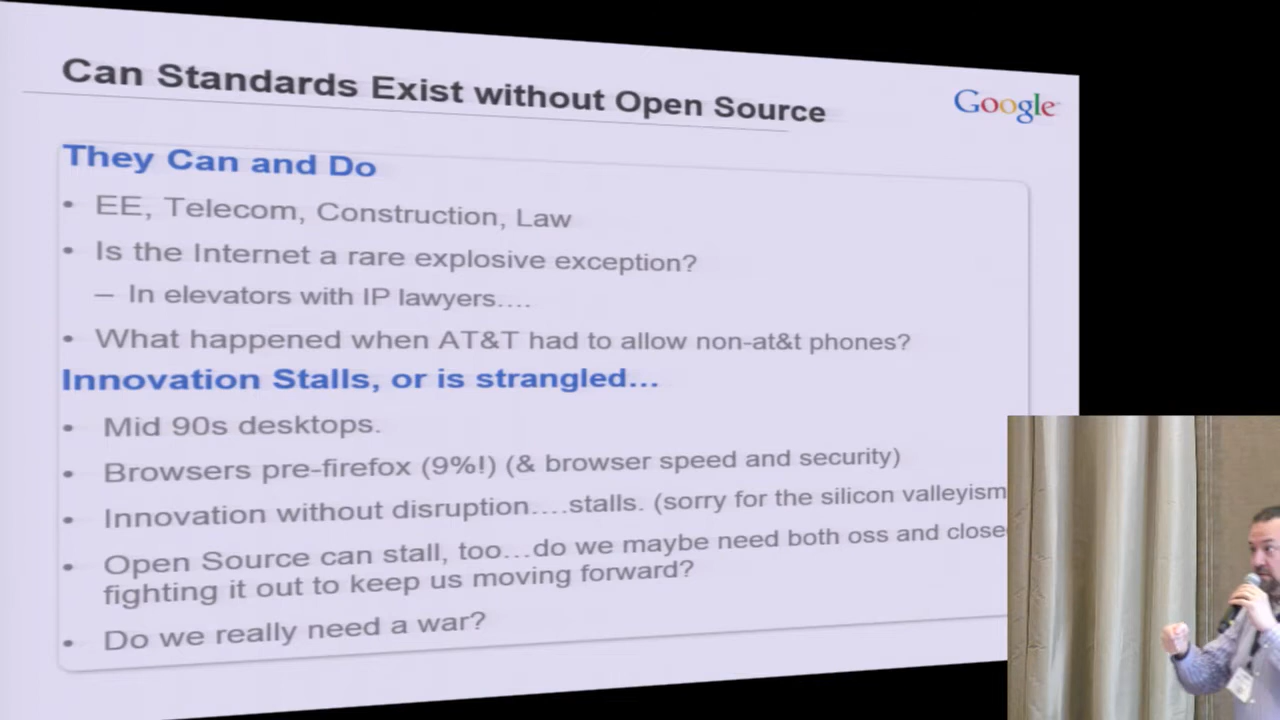 Can Standards Exist without Open Source
Google
They Can and Do
• EE, Telecom, Construction, Law
• Is the Internet a rare explosive exception?
– In elevators with IP lawyers....
• What happened when AT&T had to allow non-at&t phones?
Innovation Stalls, or is strangled...
• Mid 90s desktops.
• Browsers pre-firefox (9%!) (& browser speed and security)
• Innovation without disruption....stalls. (sorry for the silicon valleyism
• Open Source can stall, too...do we maybe need both oss and close
fighting it out to keep us moving forward?
• Do we really need a war?